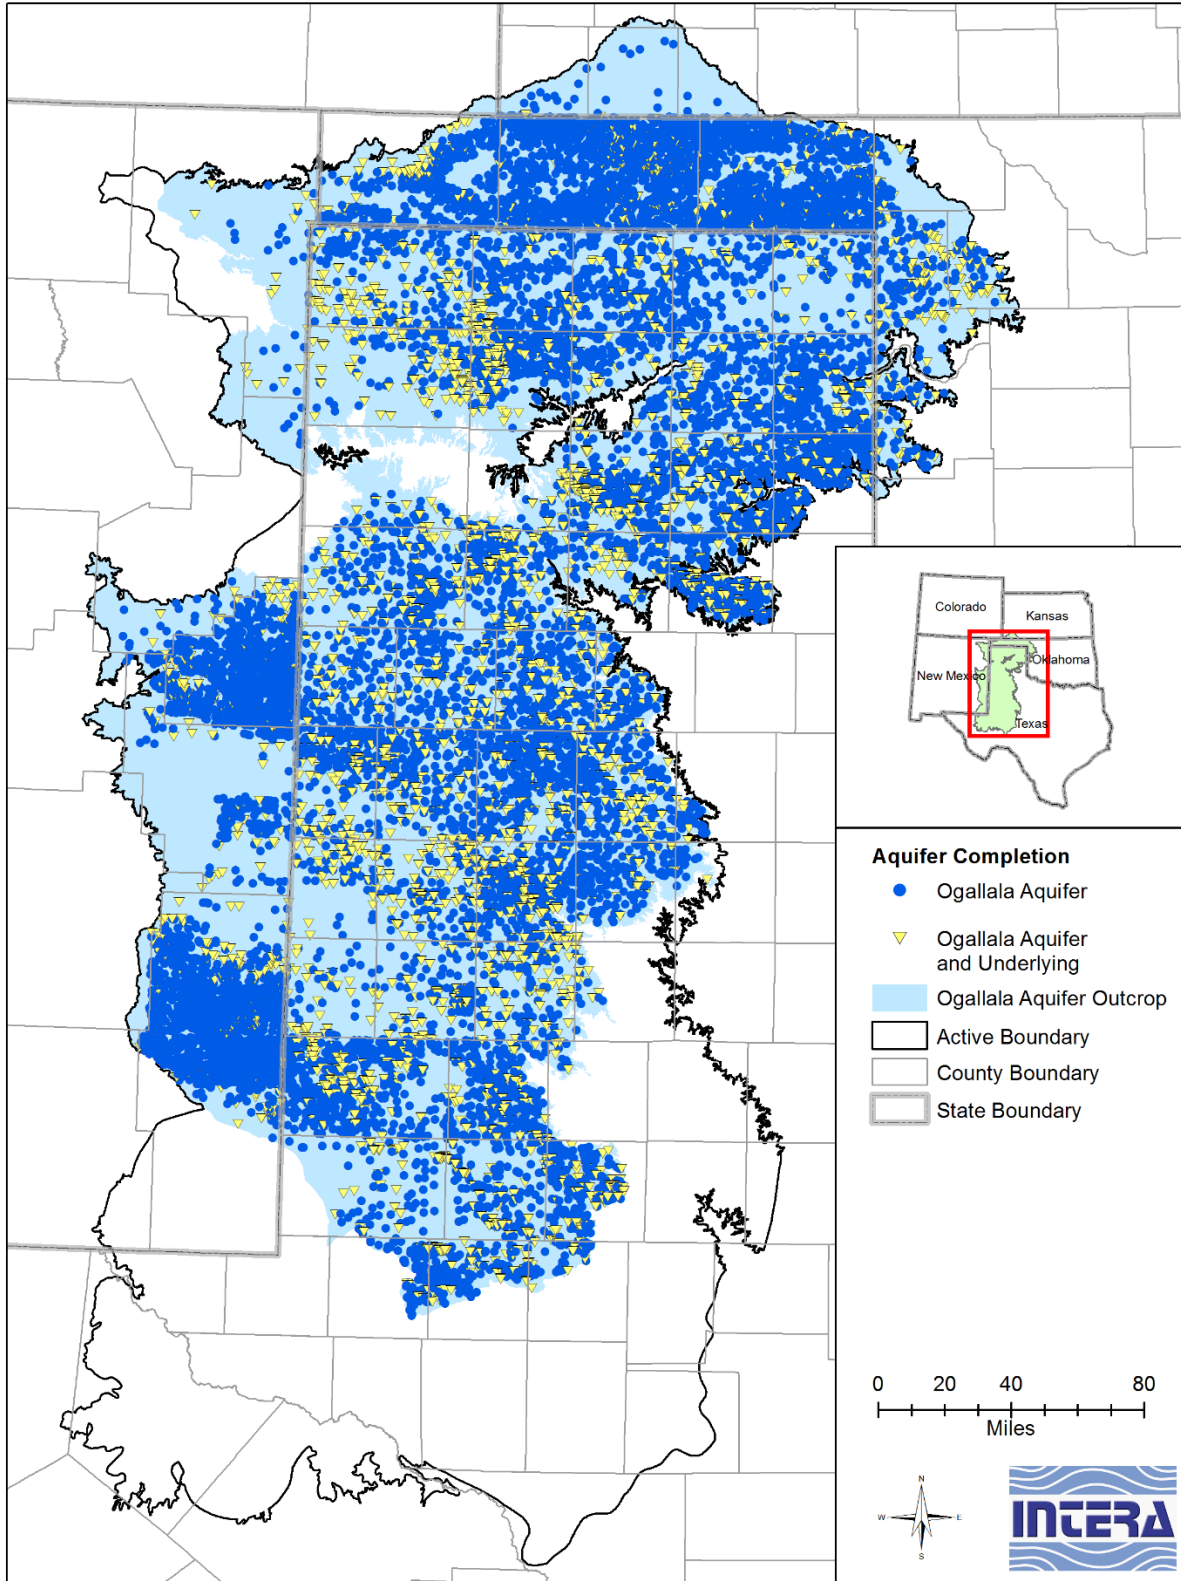 Colorado
Kansas
New Mexico
Oklahoma
Texas
Aquifer Completion
Ogallala Aquifer
Ogallala Aquifer
and Underlying
Ogallala Aquifer Outcrop
Active Boundary
County Boundary
State Boundary
0 20 40 80
Miles
N
W E
S
INTERA